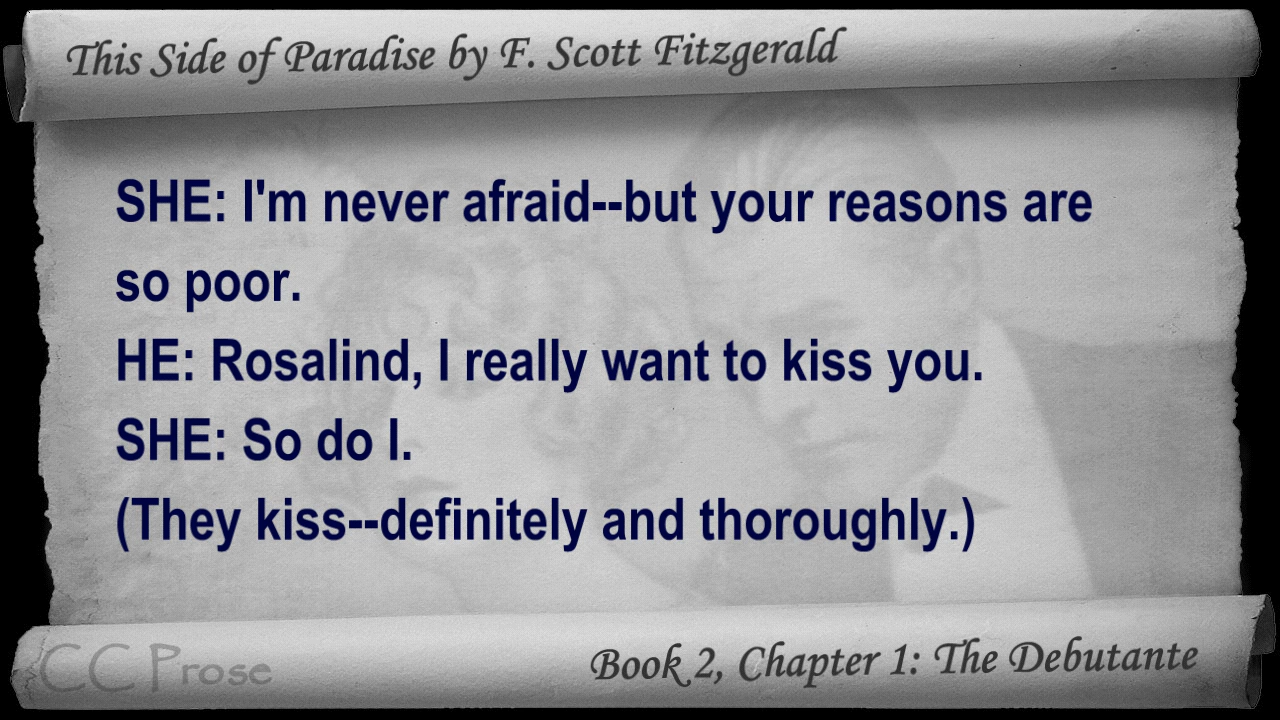 This Side of Paradise by F. Scott Fitzgerald
SHE: I'm never afraid--but your reasons are
so poor.
HE: Rosalind, I really want to kiss you.
SHE: So do I.
(They kiss--definitely and thoroughly.)
CC Prose
Book 2, Chapter 1: The Debutante